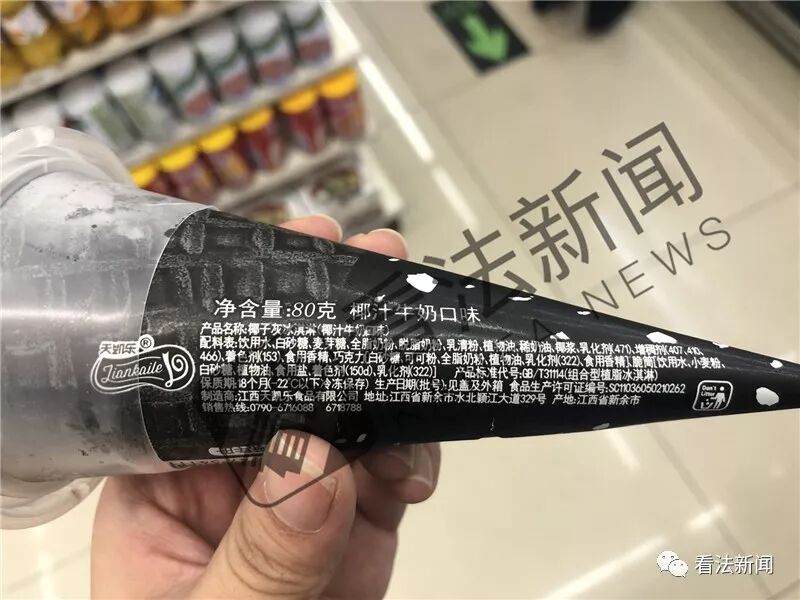 净含量:80克 椰汁牛奶口味
产品名称:椰子灰冰淇淋(椰汁牛奶口味)
配料表:饮用水,白砂糖,麦芽糖,全脂奶粉,脱脂奶粉,乳清粉,植物油,稀奶油,椰浆,乳化剂(471),增稠剂(407,410,
466),着色剂(153),食用香精,巧克力(白砂糖,可可粉,全脂奶粉,植物油,乳化剂(322),食用香精),脆筒(饮用水,小麦粉,
白砂糖,植物油,食用盐,着色剂(150d),乳化剂(322)] 产品标准代号:GB/T31114(组合型植脂冰淇淋)
保质期:18个月(-22℃以下冷冻保存) 生产日期(批号):见盖及外箱 食品生产许可证编号:SC11036050210262
制造商:江西天凯乐食品有限公司 地址:江西省新余市水北颖江大道329号 产地:江西省新余市
销售热线:0790-6716088 6718788
天凯乐®
Tiankaile
Don't
Litter
看法新闻
NEWS
看法新闻